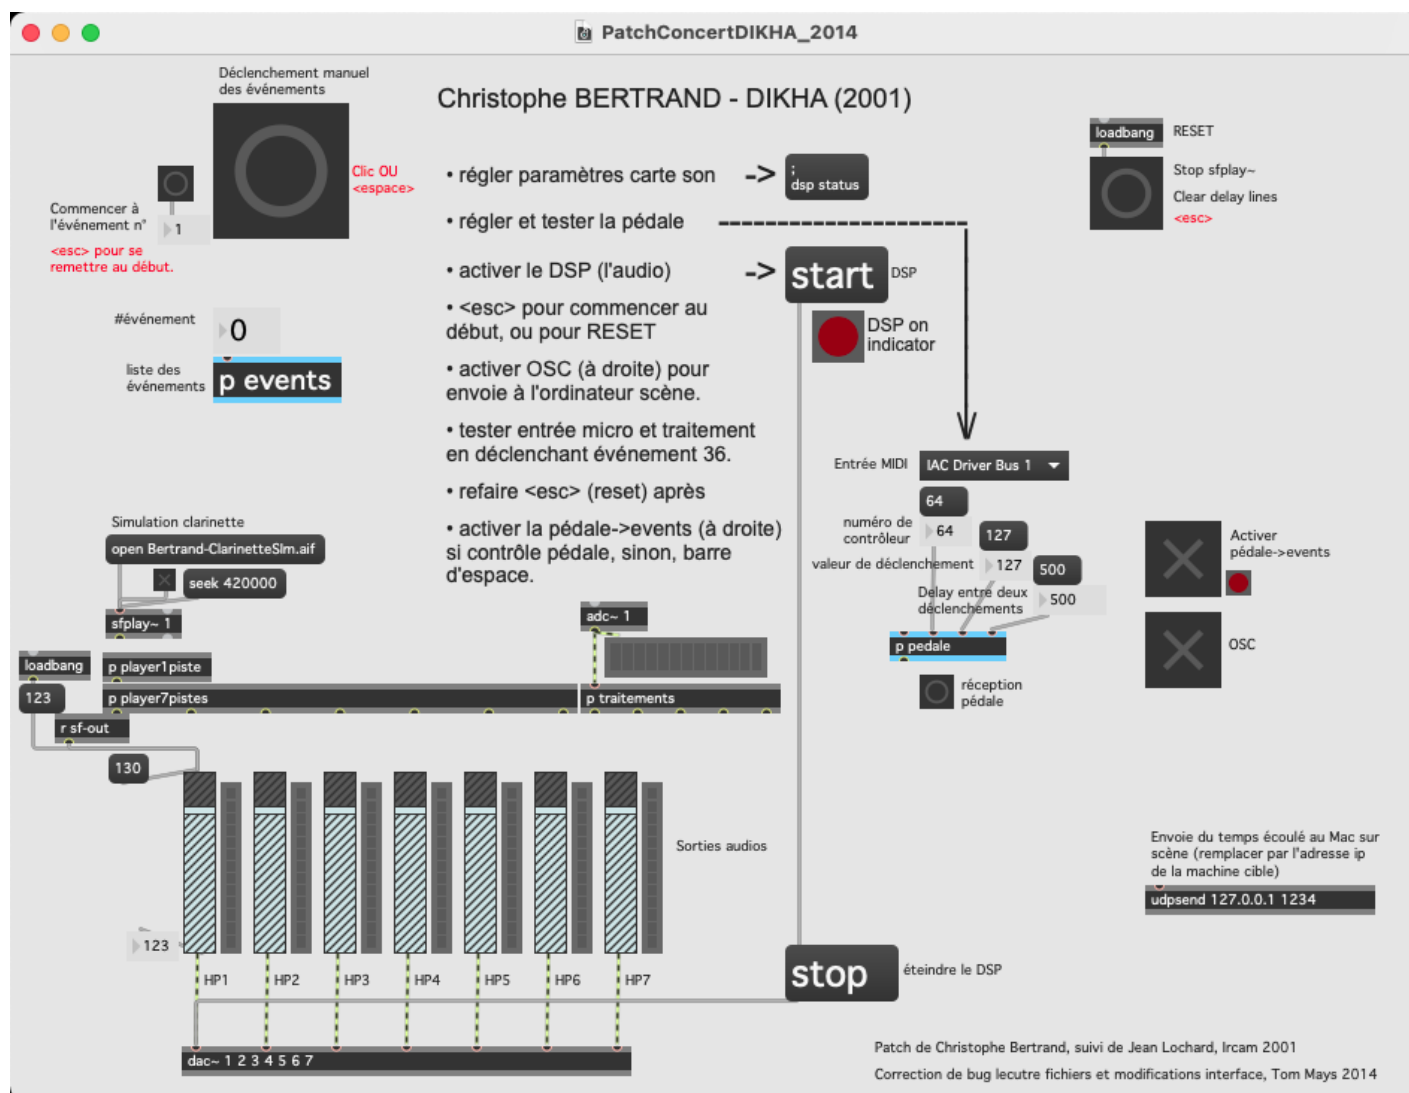 PatchConcertDIKHA_2014
Déclenchement manuel
des événements
Clic OU
<espace>
Commencer à
l'événement n°
1
<esc> pour se
remettre au début.
#événement
0
liste des
événements
p events
Christophe BERTRAND - DIKHA (2001)
• régler paramètres carte son
->
;
dsp status
• régler et tester la pédale
• activer le DSP (l'audio)
->
start
DSP
DSP on
indicator
• <esc> pour commencer au
début, ou pour RESET
• activer OSC (à droite) pour
envoie à l'ordinateur scène.
• tester entrée micro et traitement
en déclenchant événement 36.
• refaire <esc> (reset) après
• activer la pédale->events (à droite)
si contrôle pédale, sinon, barre
d'espace.
loadbang
RESET
Stop sfplay~
Clear delay lines
<esc>
Entrée MIDI
IAC Driver Bus 1
64
numéro de
contrôleur
64
127
valeur de déclenchement
127
500
Delay entre deux
déclenchements
500
p pedale
réception
pédale
Activer
pédale->events
OSC
Simulation clarinette
open Bertrand-ClarinetteSIm.aif
seek 420000
sfplay~ 1
loadbang
p player1piste
123
p player7pistes
adc~ 1
p traitements
r sf-out
130
Sorties audios
123
HP1
HP2
HP3
HP4
HP5
HP6
HP7
dac~ 1 2 3 4 5 6 7
stop
éteindre le DSP
Envoie du temps écoulé au Mac sur
scène (remplacer par l'adresse ip
de la machine cible)
udpsend 127.0.0.1 1234
Patch de Christophe Bertrand, suivi de Jean Lochard, Ircam 2001
Correction de bug lecutre fichiers et modifications interface, Tom Mays 2014